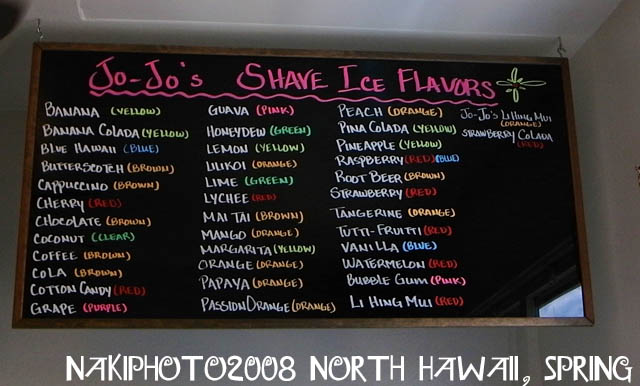 Jo-Jo's Shave Ice Flavors
Banana (Yellow)
Banana Colada (Yellow)
Blue Hawaii (Blue)
Butterscotch (Brown)
Cappuccino (Brown)
Cherry (Red)
Chocolate (Brown)
Coconut (Clear)
Coffee (Brown)
Cola (Brown)
Cotton Candy (Red)
Grape (Purple)
Guava (Pink)
Honeydew (Green)
Lemon (Yellow)
Lilikoi (Orange)
Lime (Green)
Lychee (Red)
Mai Tai (Brown)
Mango (Orange)
Margarita (Yellow)
Orange (Orange)
Papaya (Orange)
Passion Orange (Orange)
Peach (Orange)
Pina Colada (Yellow)
Pineapple (Yellow)
Raspberry (Red) (Blue)
Root Beer (Brown)
Strawberry (Red)
Tangerine (Orange)
Tutti-Frutti (Red)
Vanilla (Blue)
Watermelon (Red)
Bubble Gum (Pink)
Li Hing Mui (Red)
Jo-Jo's Li Hing Mui
(Orange)
Strawberry Colada
(Red)
NAKIPHOTO2008 NORTH HAWAII, SPRING